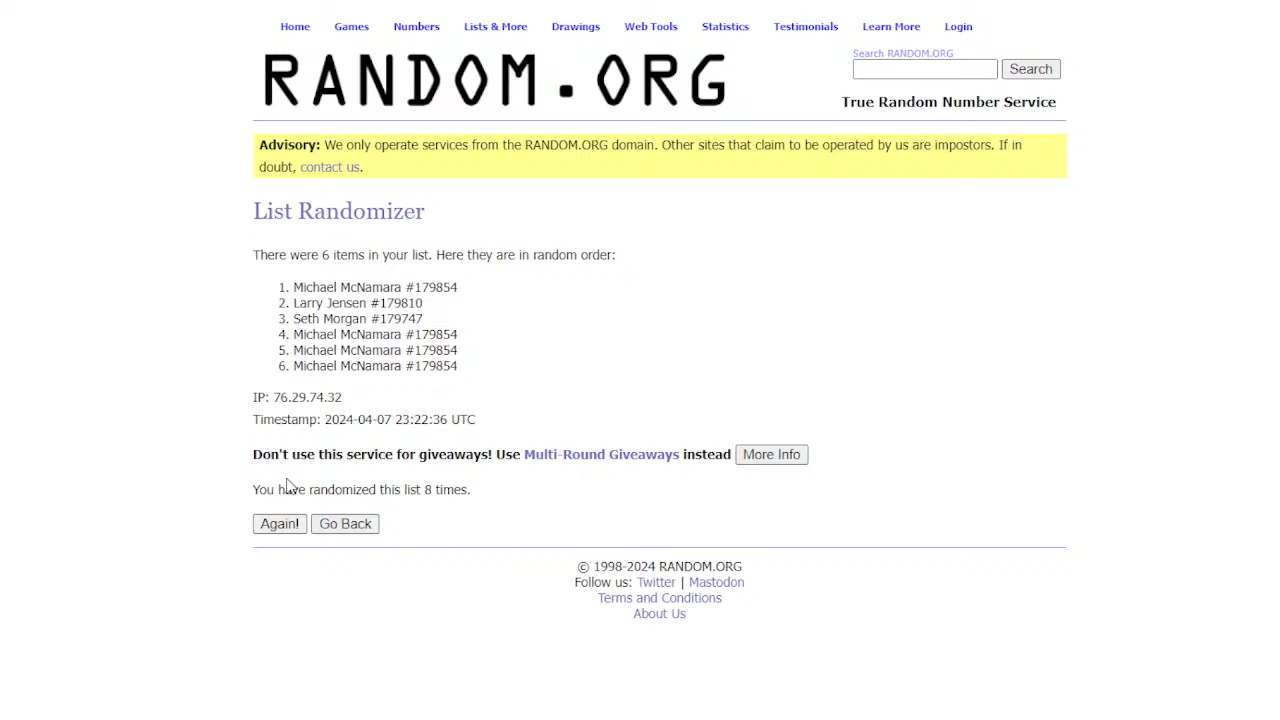 Home Games Numbers Lists & More Drawings Web Tools Statistics Testimonials Learn More Login
RANDOM.ORG
Search RANDOM.ORG
Search
True Random Number Service
Advisory: We only operate services from the RANDOM.ORG domain. Other sites that claim to be operated by us are impostors. If in
doubt, contact us.
List Randomizer
There were 6 items in your list. Here they are in random order:
1. Michael McNamara #179854
2. Larry Jensen #179810
3. Seth Morgan #179747
4. Michael McNamara #179854
5. Michael McNamara #179854
6. Michael McNamara #179854
IP: 76.29.74.32
Timestamp: 2024-04-07 23:22:36 UTC
Don't use this service for giveaways! Use Multi-Round Giveaways instead More Info
You have randomized this list 8 times.
Again! Go Back
© 1998-2024 RANDOM.ORG
Follow us: Twitter | Mastodon
Terms and Conditions
About Us